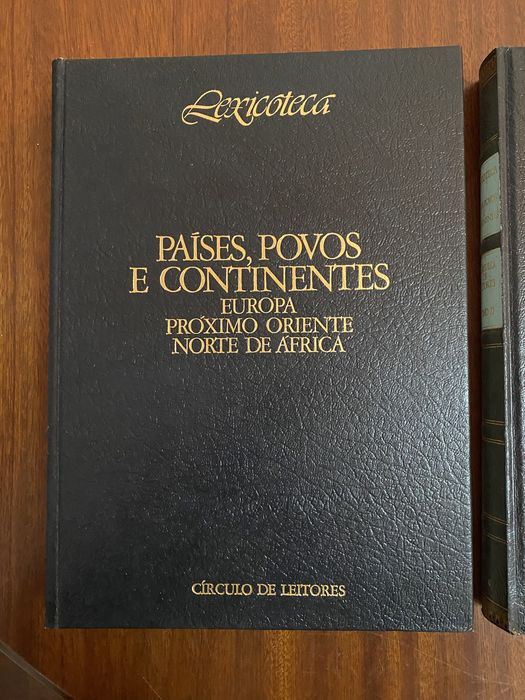 Lexicoteca
PAÍSES, POVOS
E CONTINENTES
EUROPA
PRÓXIMO ORIENTE
NORTE DE ÁFRICA
CÍRCULO DE LEITORES